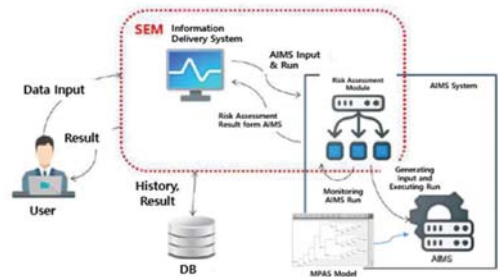 SEM Information
Delivery System
AIMS Input
& Run
Risk Assessment
Module
AIMS System
Data Input
Risk Assessment
Result form AIMS
Result
Generating
Input and
Executing Run
Monitoring
AIMS Run
History,
Result
User
MPAS Model
AIMS
DB